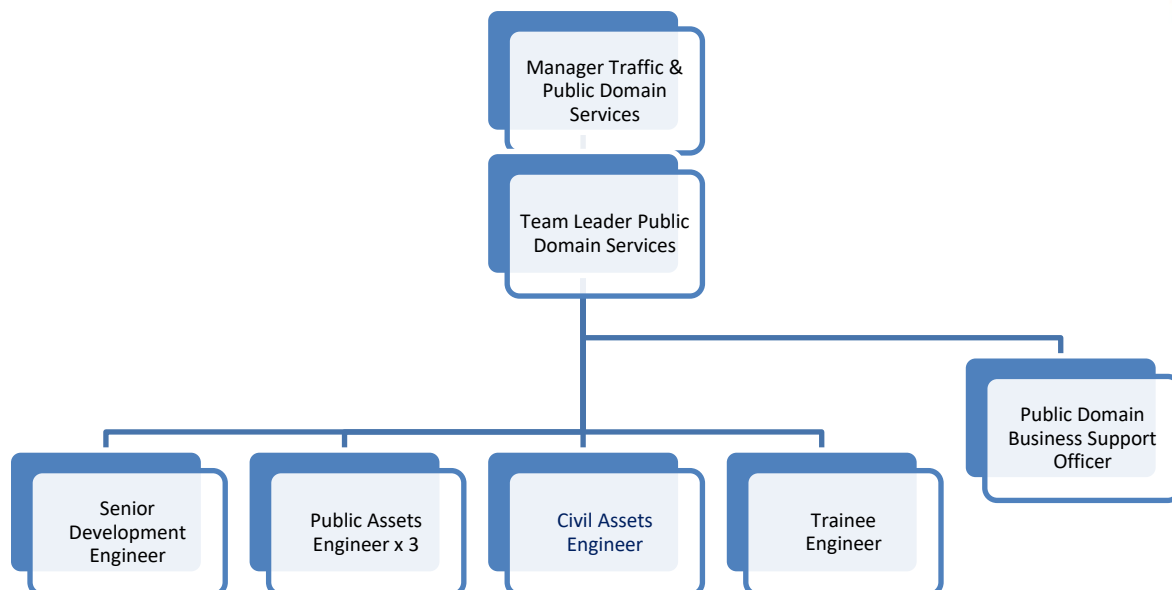 Manager Traffic &
Public Domain
Services
Team Leader Public
Domain Services
Public Domain
Business Support
Officer
Senior
Development
Engineer
Public Assets
Engineer x 3
Civil Assets
Engineer
Trainee
Engineer